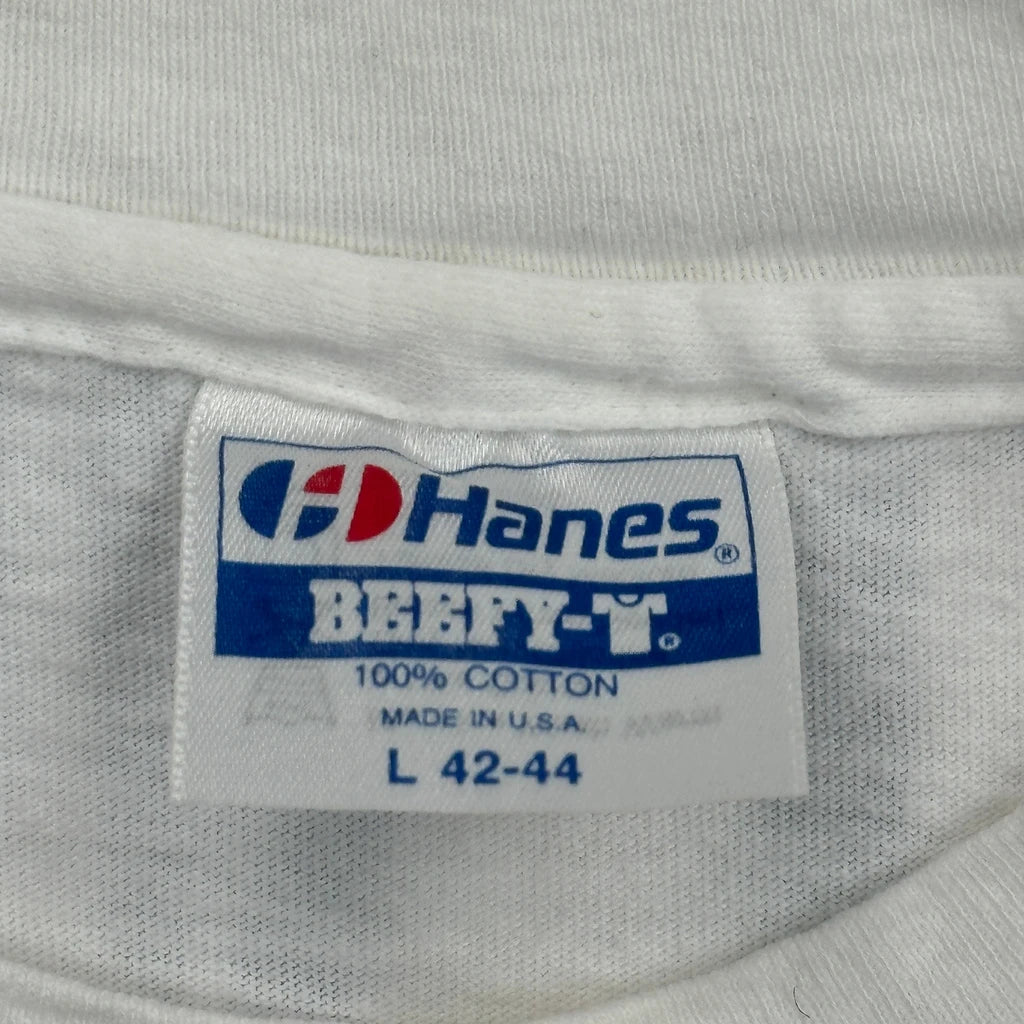 Hanes®
BEEFY-T®
100% COTTON
MADE IN U.S.A.
L 42-44